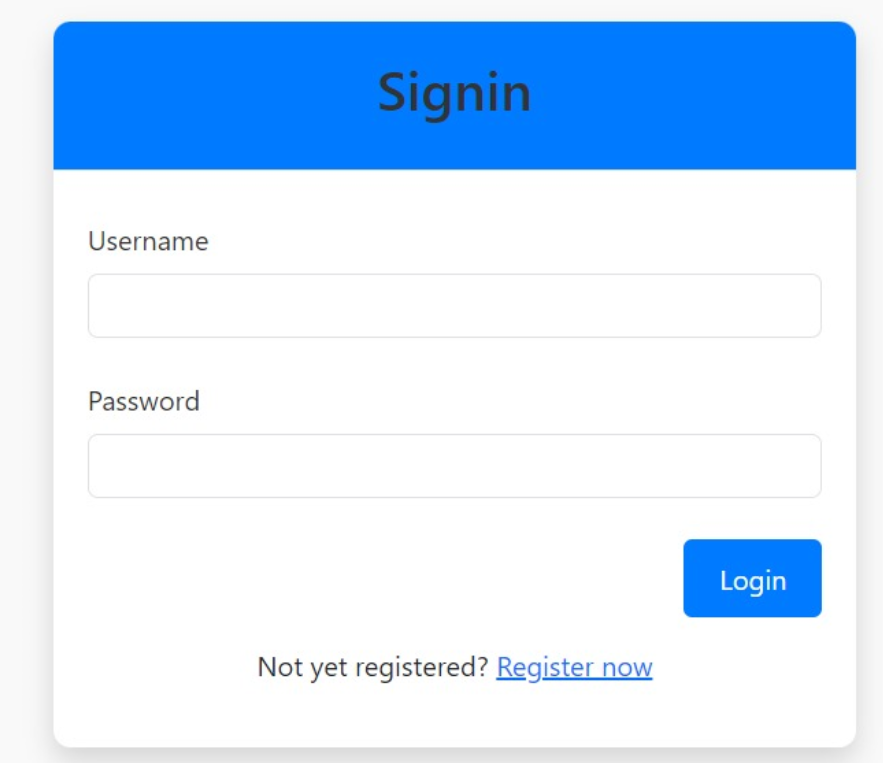 Signin
Username
Password
Login
Not yet registered? Register now